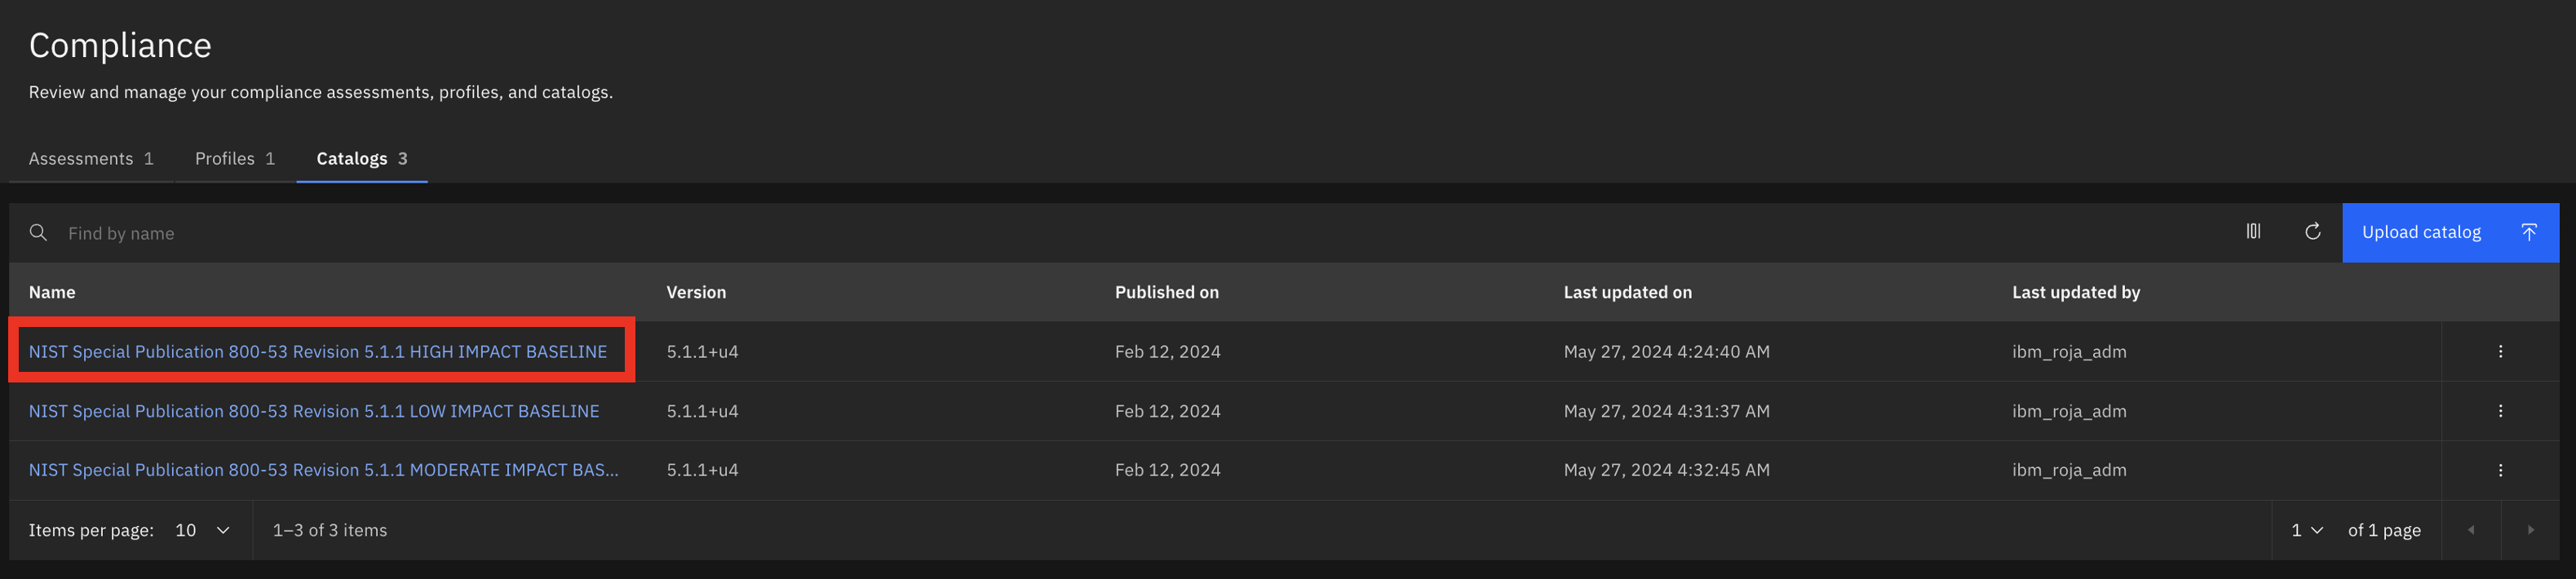 Compliance
Review and manage your compliance assessments, profiles, and catalogs.
Assessments 1 Profiles 1 Catalogs 3
Find by name Upload catalog
Name Version Published on Last updated on Last updated by
NIST Special Publication 800-53 Revision 5.1.1 HIGH IMPACT BASELINE 5.1.1+u4 Feb 12, 2024 May 27, 2024 4:24:40 AM ibm_roja_adm
NIST Special Publication 800-53 Revision 5.1.1 LOW IMPACT BASELINE 5.1.1+u4 Feb 12, 2024 May 27, 2024 4:31:37 AM ibm_roja_adm
NIST Special Publication 800-53 Revision 5.1.1 MODERATE IMPACT BAS... 5.1.1+u4 Feb 12, 2024 May 27, 2024 4:32:45 AM ibm_roja_adm
Items per page: 10 1–3 of 3 items 1 of 1 page